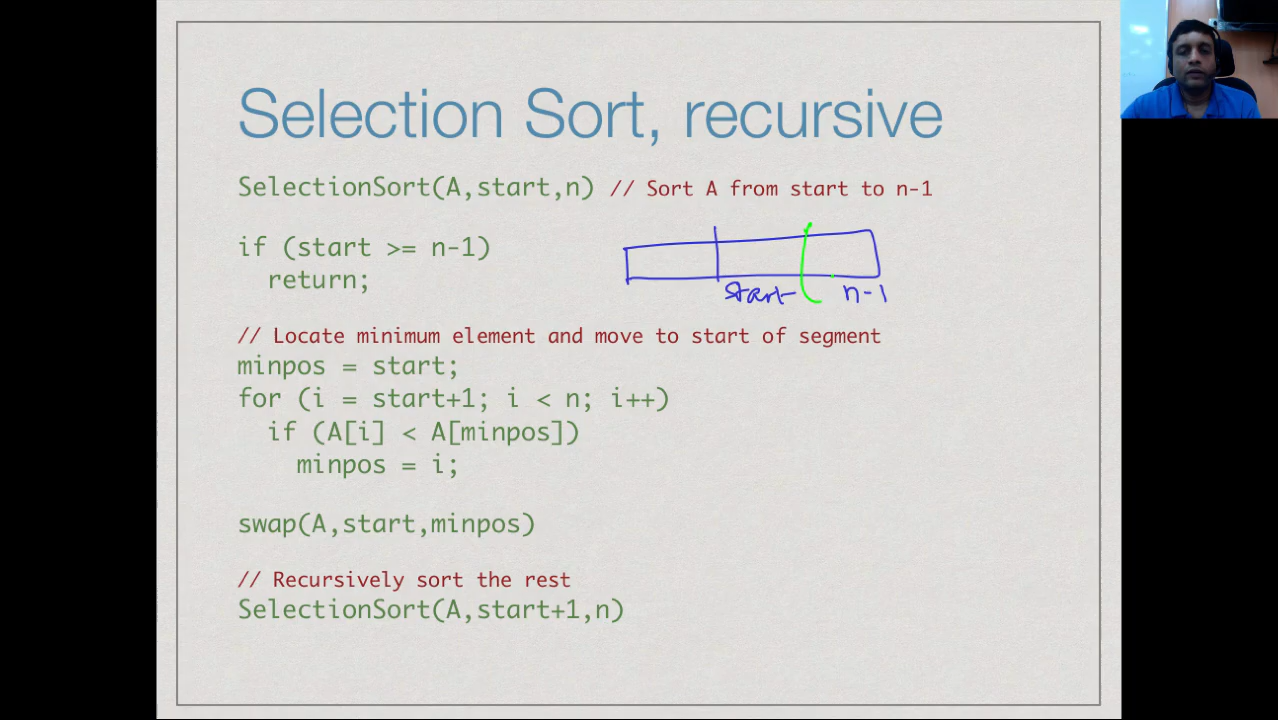 Selection Sort, recursive
SelectionSort(A,start,n) // Sort A from start to n-1
if (start >= n-1)
return;
start
n-1
// Locate minimum element and move to start of segment
minpos = start;
for (i = start+1; i < n; i++)
if (A[i] < A[minpos])
minpos = i;
swap(A,start,minpos)
// Recursively sort the rest
SelectionSort(A,start+1,n)